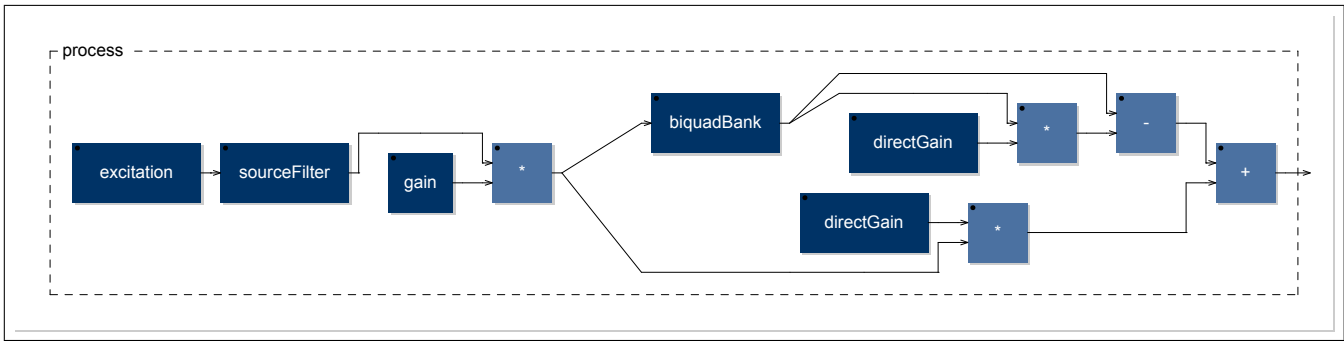 process
excitation
sourceFilter
gain
*
biquadBank
directGain
*
-
directGain
*
+